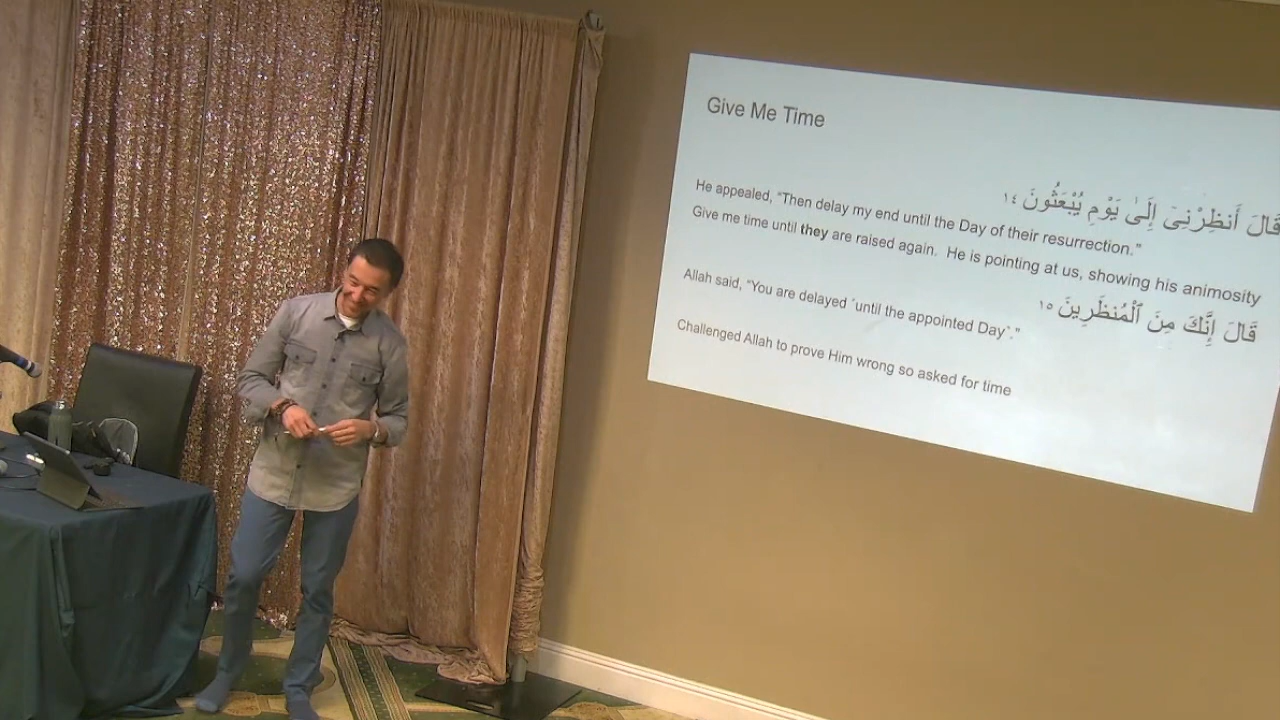 Give Me Time
قَالَ أَنظِرْنِىٓ إِلَىٰ يَوْمِ يُبْعَثُونَ ١٤
He appealed, “Then delay my end until the Day of their resurrection.”
Give me time until they are raised again. He is pointing at us, showing his animosity
قَالَ إِنَّكَ مِنَ ٱلْمُنظَرِينَ ١٥
Allah said, “You are delayed ˹until the appointed Day˺.”
Challenged Allah to prove Him wrong so asked for time